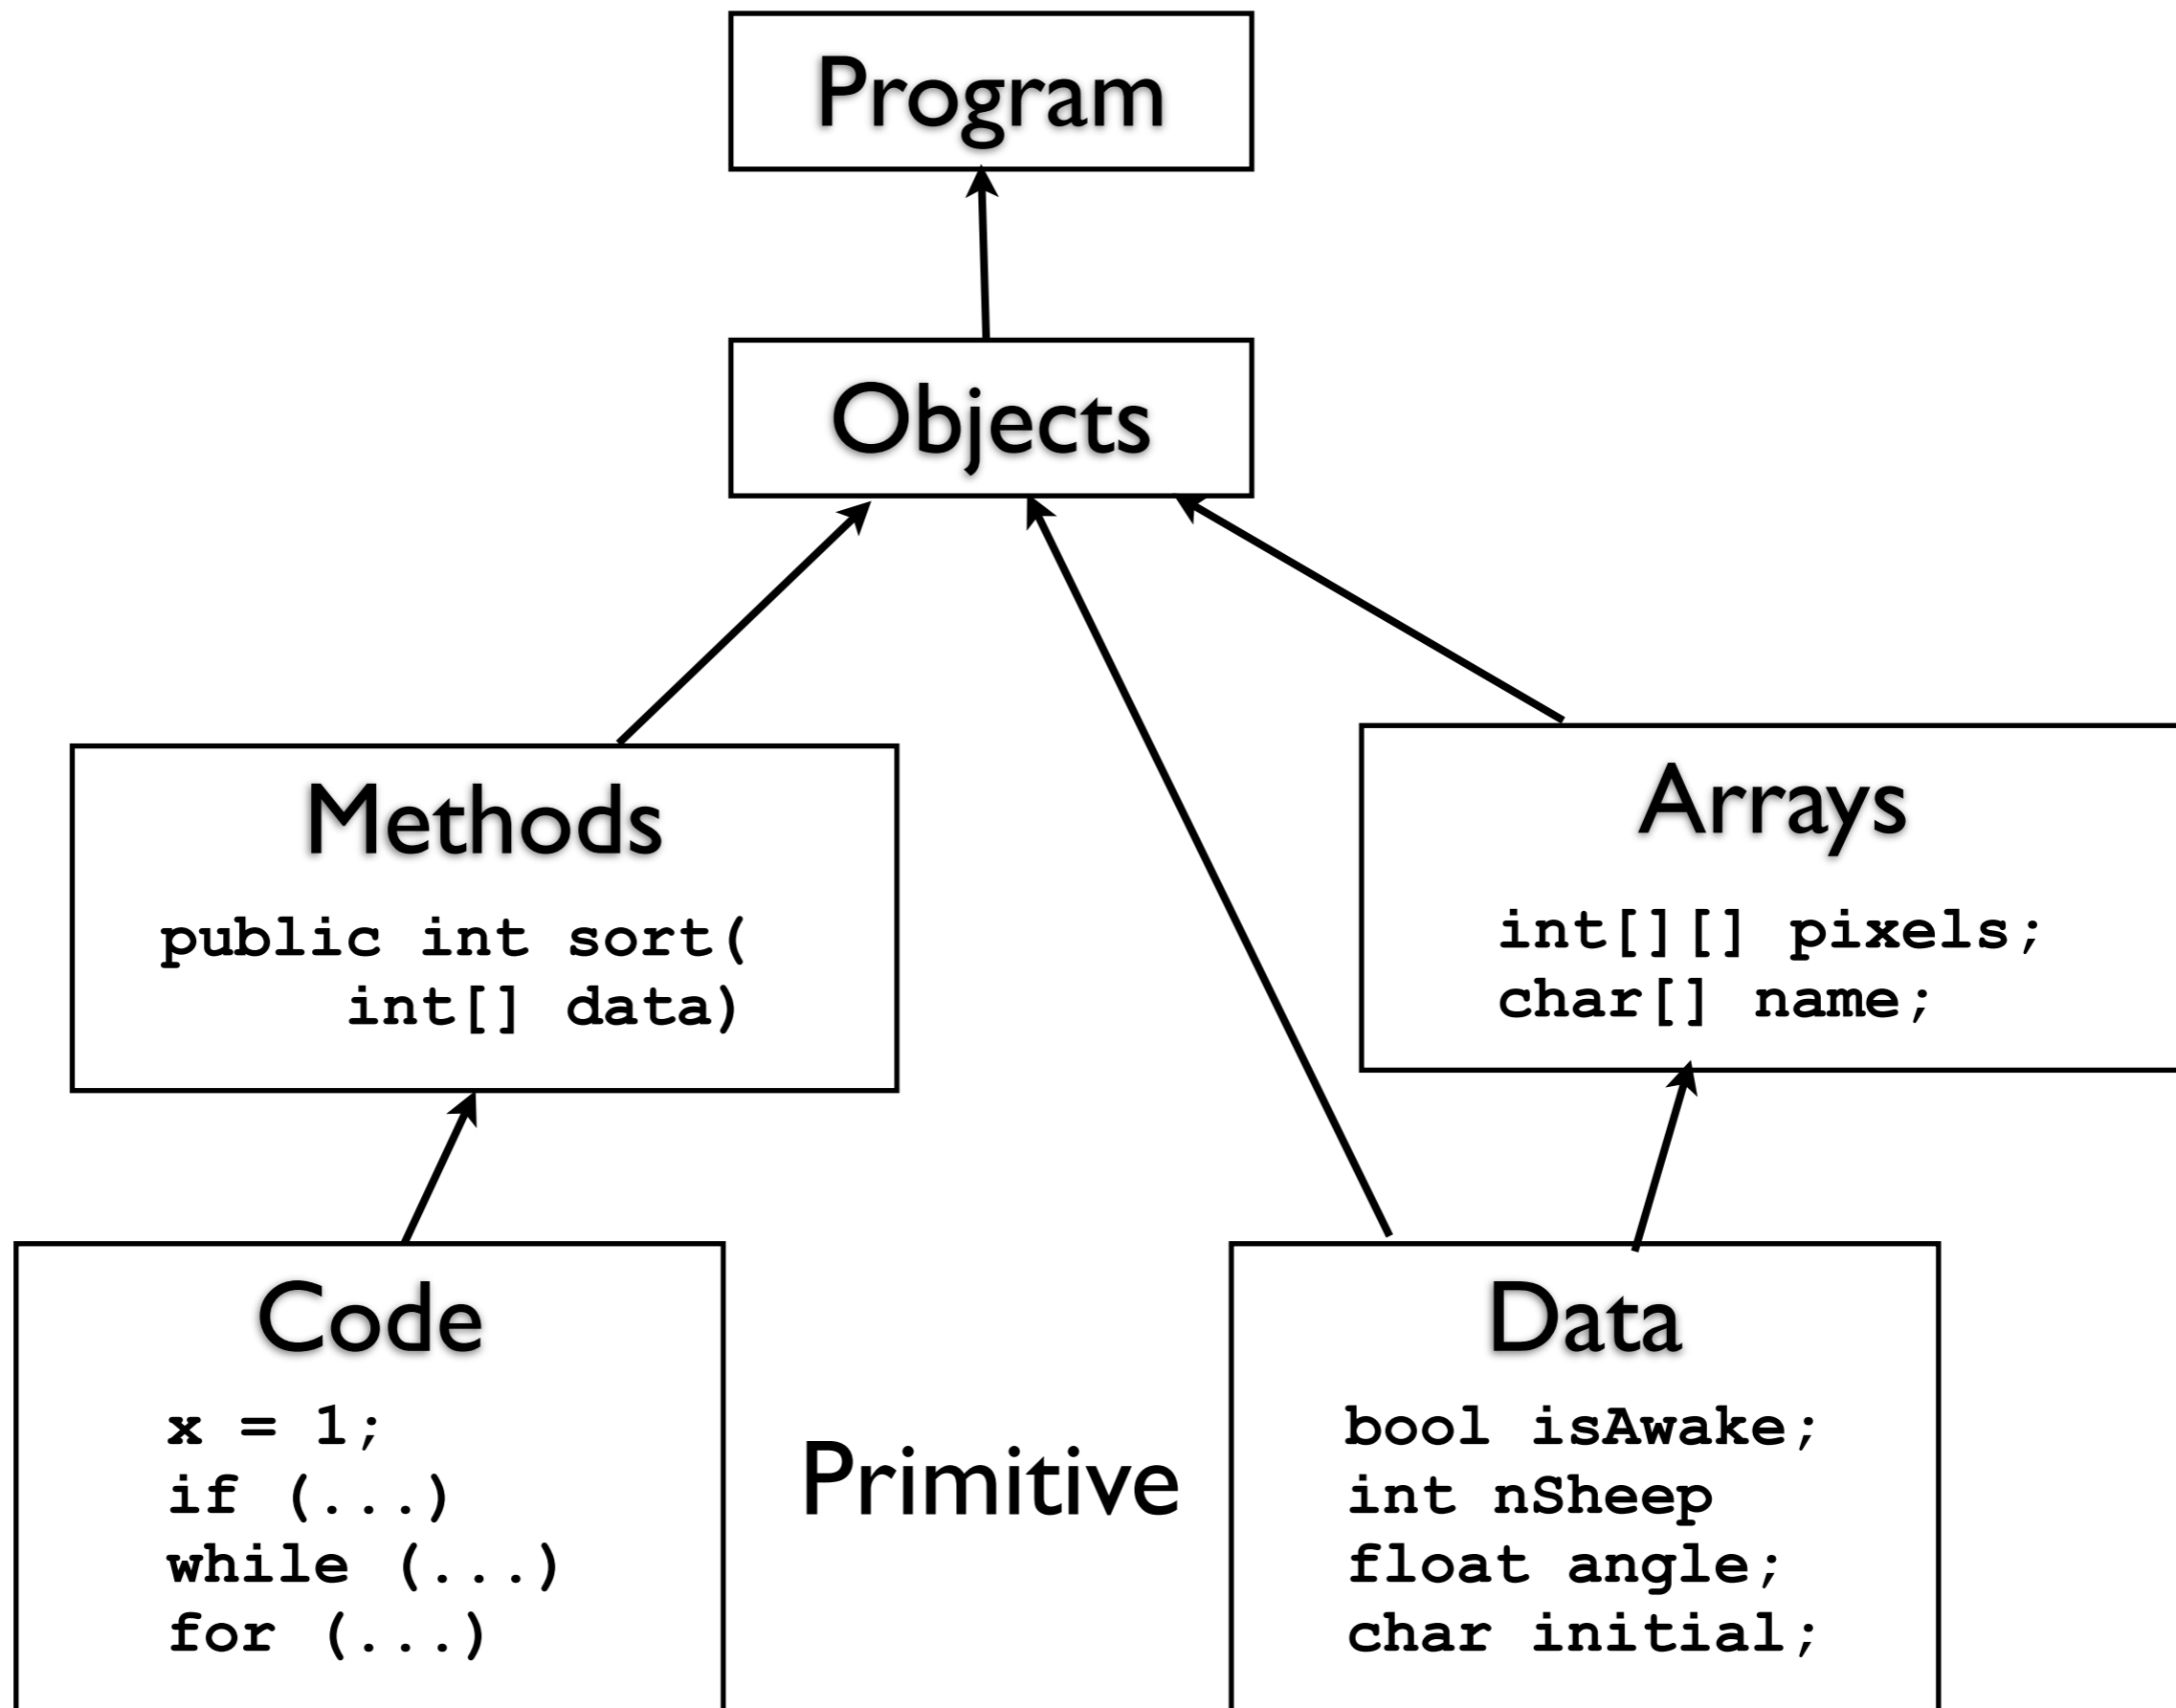 Program
Objects
Methods
public int sort(
int[] data)
Arrays
int[][] pixels;
char[] name;
Code
x = 1;
if (...)
while (...)
for (...)
Primitive
Data
bool isAwake;
int nSheep
float angle;
char initial;